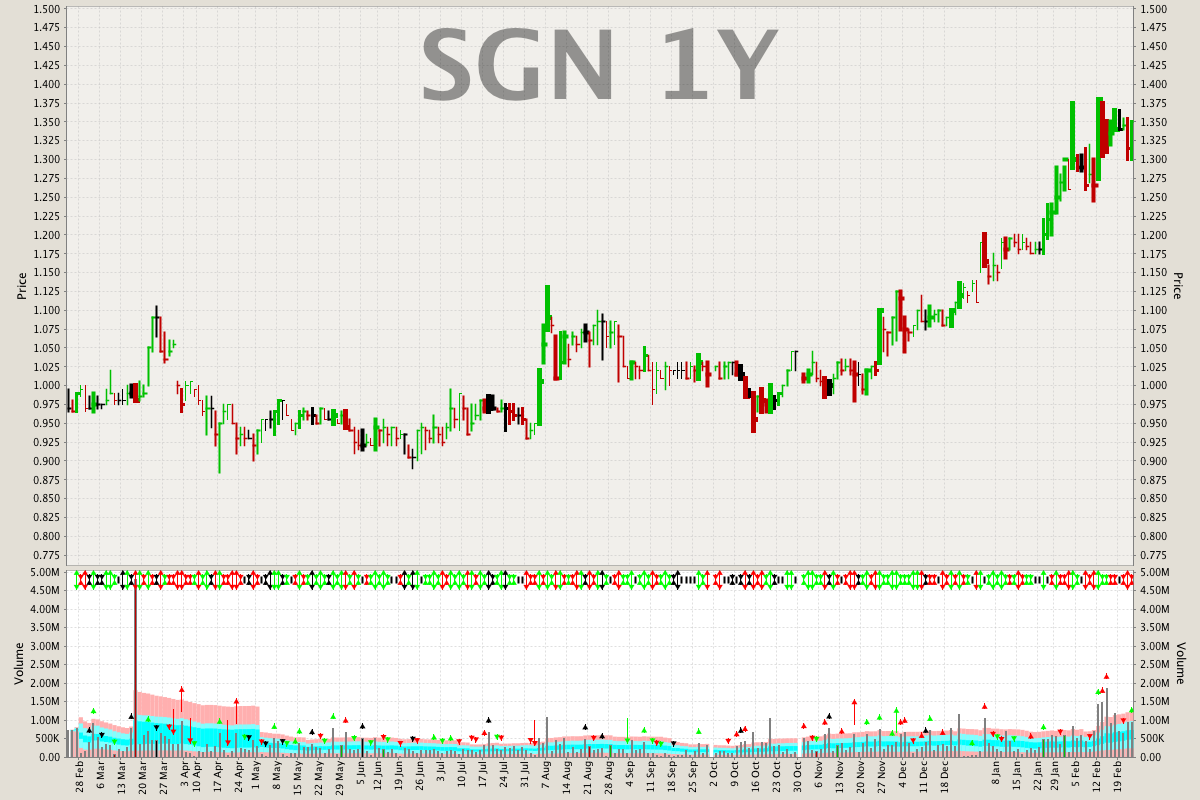 SGN 1Y
1.500 1.500
1.475 1.475
1.450 1.450
1.425 1.425
1.400 1.400
1.375 1.375
1.350 1.350
1.325 1.325
1.300 1.300
1.275 1.275
1.250 1.250
1.225 1.225
1.200 1.200
1.175 1.175
1.150 1.150
1.125 1.125
1.100 1.100
1.075 1.075
1.050 1.050
1.025 1.025
1.000 1.000
0.975 0.975
0.950 0.950
0.925 0.925
0.900 0.900
0.875 0.875
0.850 0.850
0.825 0.825
0.800 0.800
0.775 0.775
Price Price
5.00M 5.00M
4.50M 4.50M
4.00M 4.00M
3.50M 3.50M
3.00M 3.00M
2.50M 2.50M
2.00M 2.00M
1.50M 1.50M
1.00M 1.00M
500K 500K
0.00 0.00
Volume Volume
28 Feb 6 Mar 13 Mar 20 Mar 27 Mar 3 Apr 10 Apr 17 Apr 24 Apr 1 May 8 May 15 May 22 May 29 May 5 Jun 12 Jun 19 Jun 26 Jun 3 Jul 10 Jul 17 Jul 24 Jul 31 Jul 7 Aug 14 Aug 21 Aug 28 Aug 4 Sep 11 Sep 18 Sep 25 Sep 2 Oct 9 Oct 16 Oct 23 Oct 30 Oct 6 Nov 13 Nov 20 Nov 27 Nov 4 Dec 11 Dec 18 Dec 8 Jan 15 Jan 22 Jan 29 Jan 5 Feb 12 Feb 19 Feb